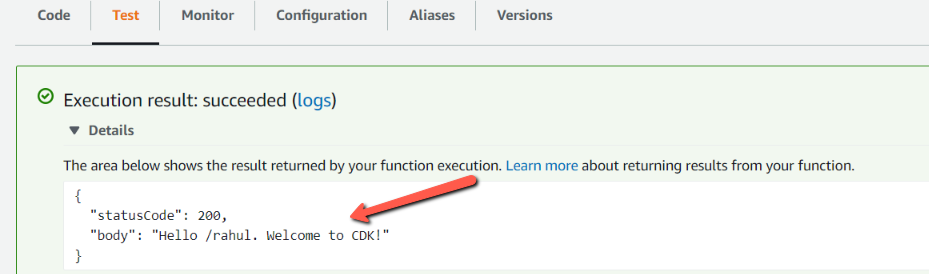 Code Test Monitor Configuration Aliases Versions
Execution result: succeeded (logs)
Details
The area below shows the result returned by your function execution. Learn more about returning results from your function.
{
"statusCode": 200,
"body": "Hello /rahul. Welcome to CDK!"
}